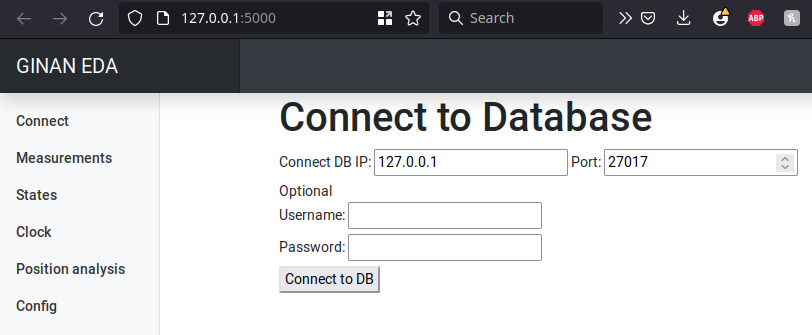 127.0.0.1:5000
Search
ABP
GINAN EDA
Connect
Measurements
States
Clock
Position analysis
Config
Connect to Database
Connect DB IP: 127.0.0.1 Port: 27017
Optional
Username:
Password:
Connect to DB